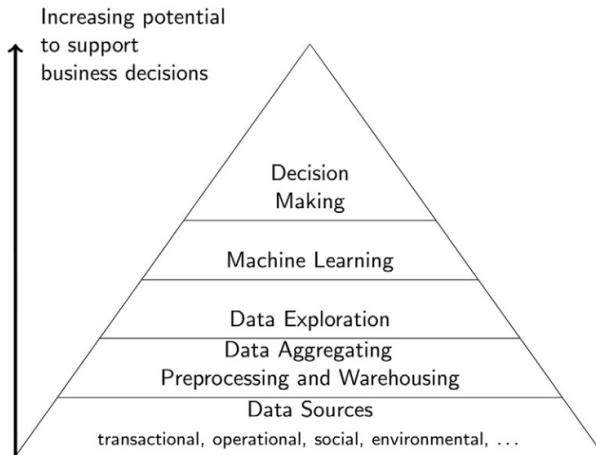 Increasing potential
to support
business decisions
Decision
Making
Machine Learning
Data Exploration
Data Aggregating
Preprocessing and Warehousing
Data Sources
transactional, operational, social, environmental, ...